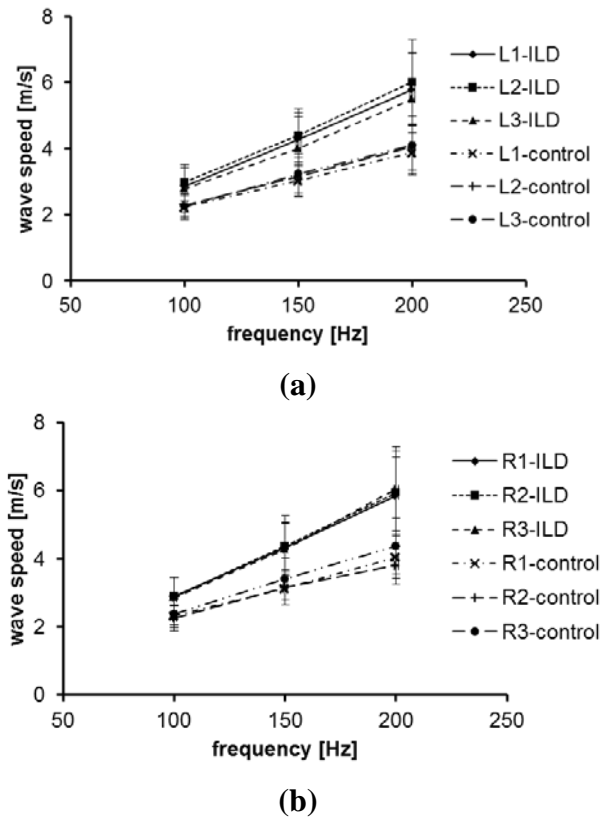 8
6
4
2
0
wave speed [m/s]
50 100 150 200 250
frequency [Hz]
L1-ILD
L2-ILD
L3-ILD
L1-control
L2-control
L3-control
(a)
8
6
4
2
0
wave speed [m/s]
50 100 150 200 250
frequency [Hz]
R1-ILD
R2-ILD
R3-ILD
R1-control
R2-control
R3-control
(b)